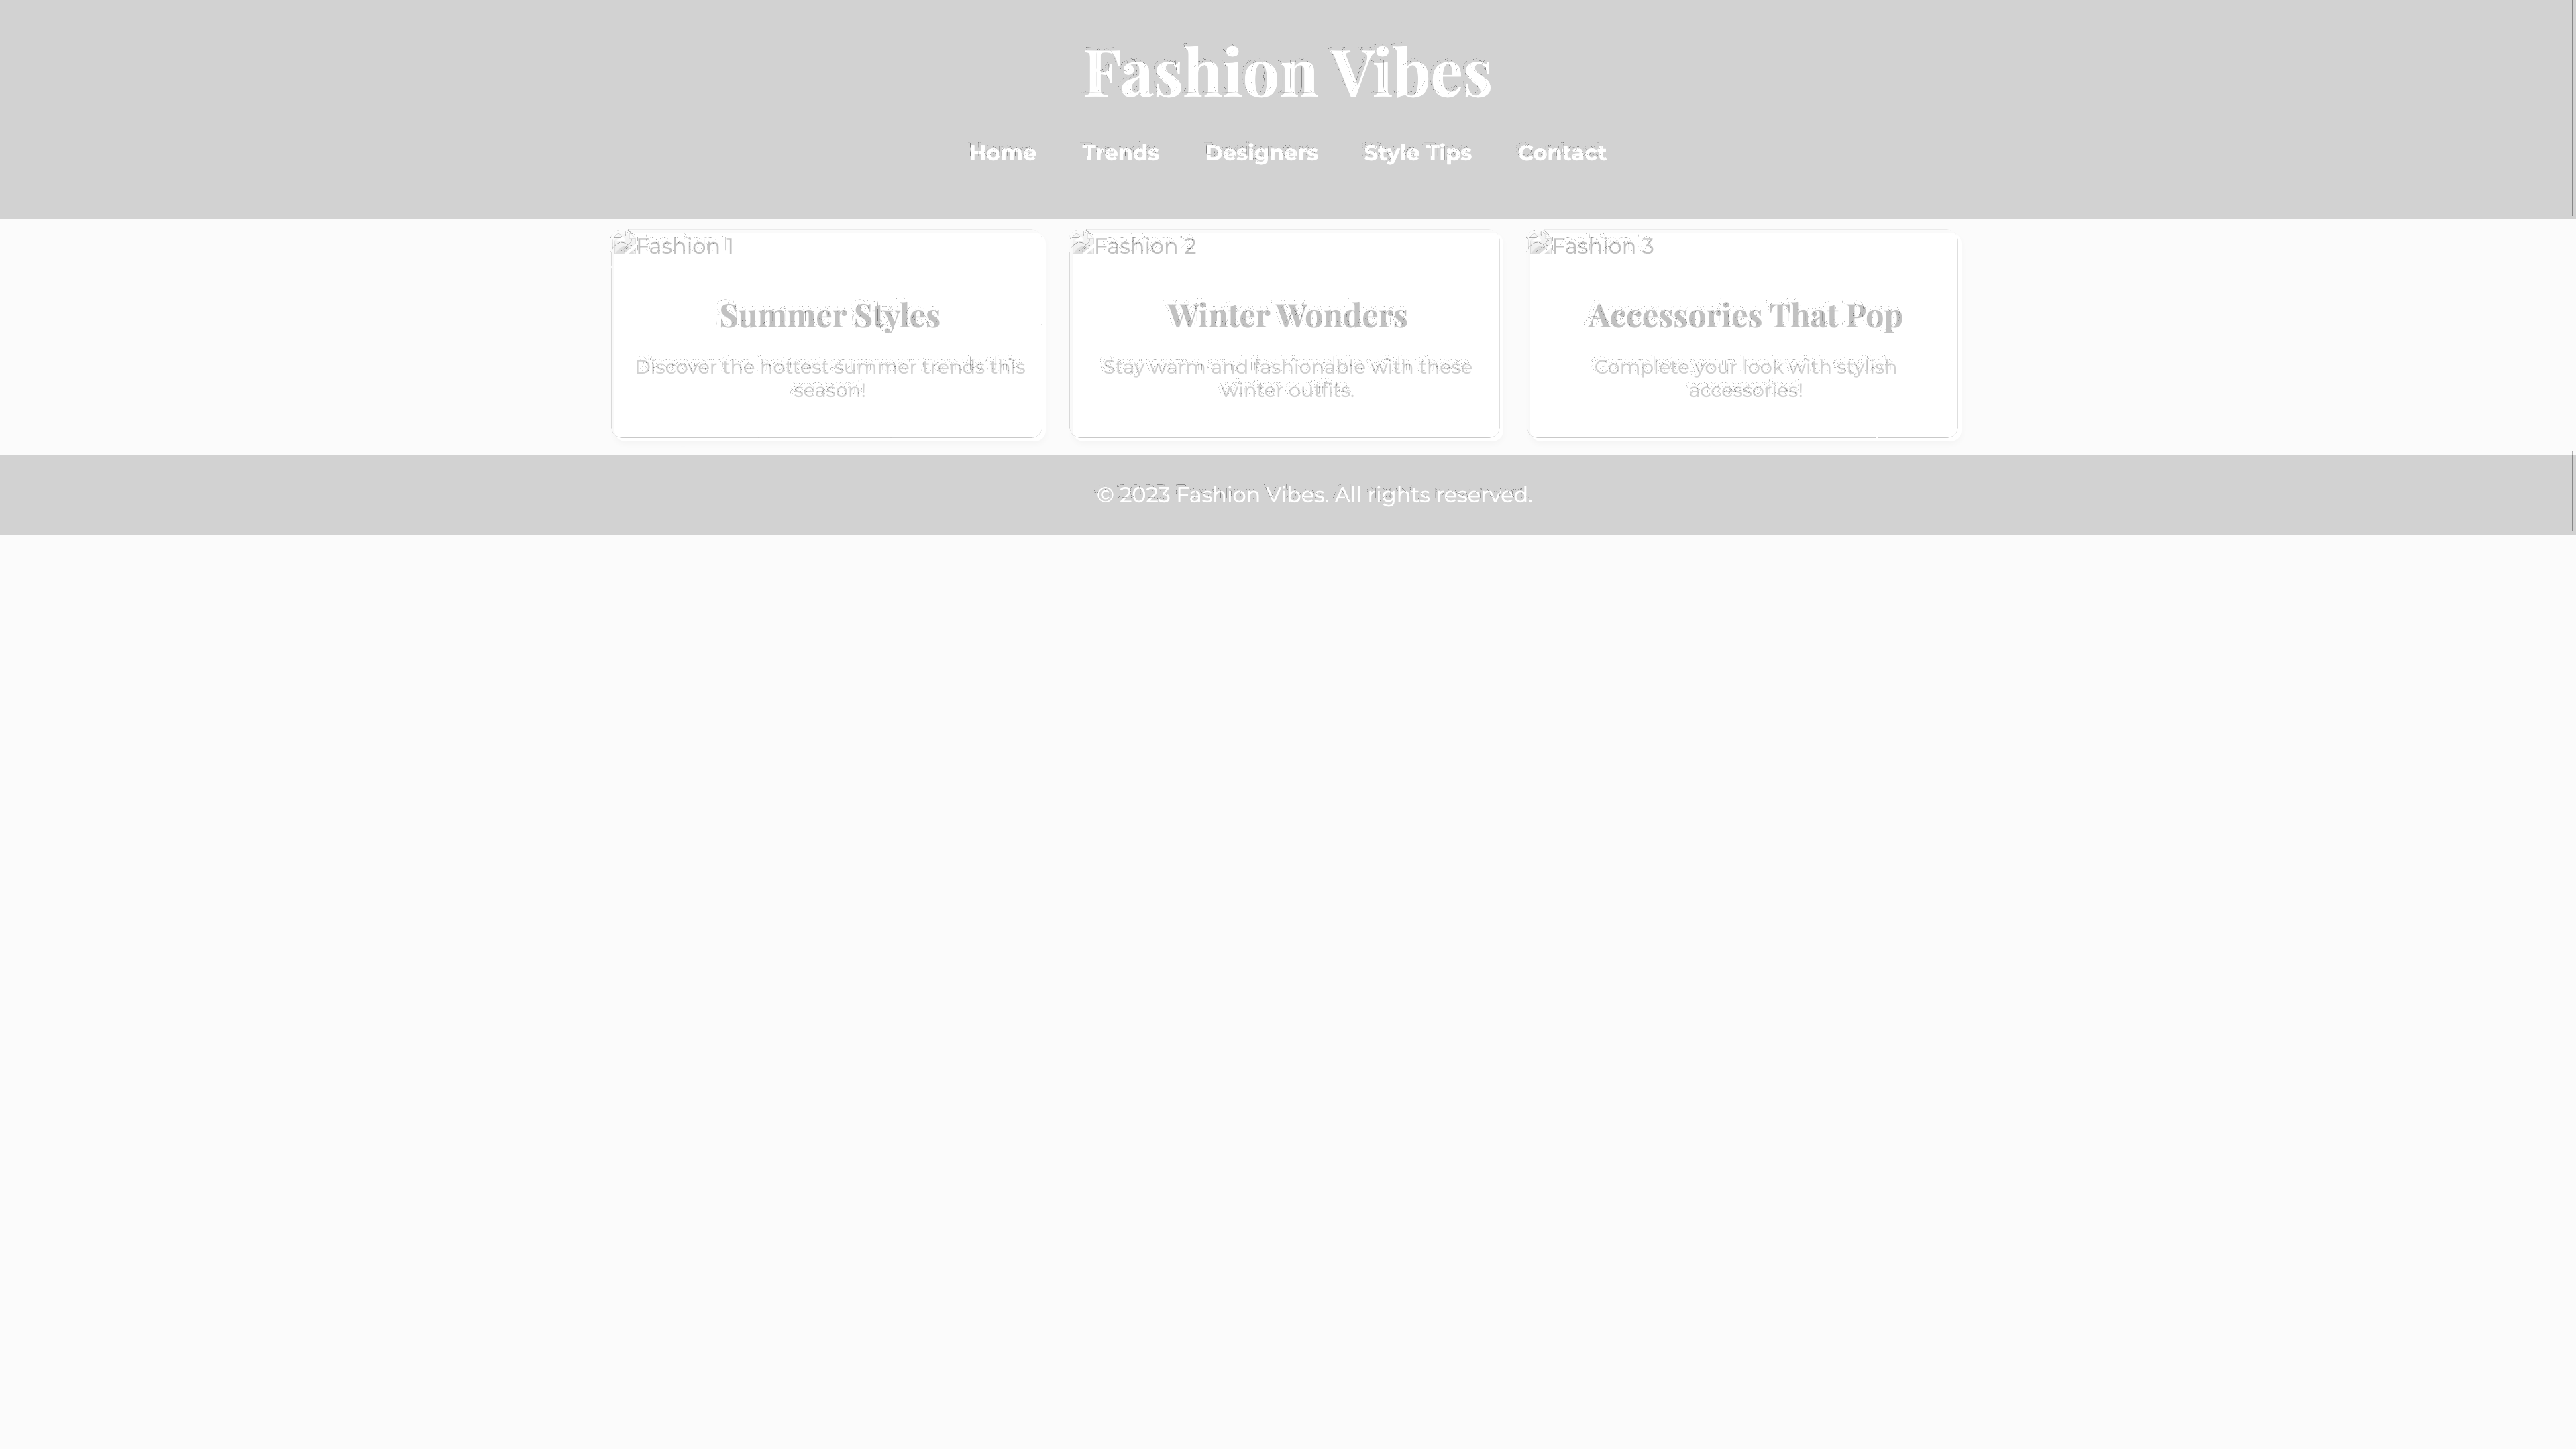 Fashion Vibes
Home Trends Designers Style Tips Contact
Fashion 1
Summer Styles
Discover the hottest summer trends this
season!
Fashion 2
Winter Wonders
Stay warm and fashionable with these
winter outfits.
Fashion 3
Accessories That Pop
Complete your look with stylish
accessories!
© 2023 Fashion Vibes. All rights reserved.